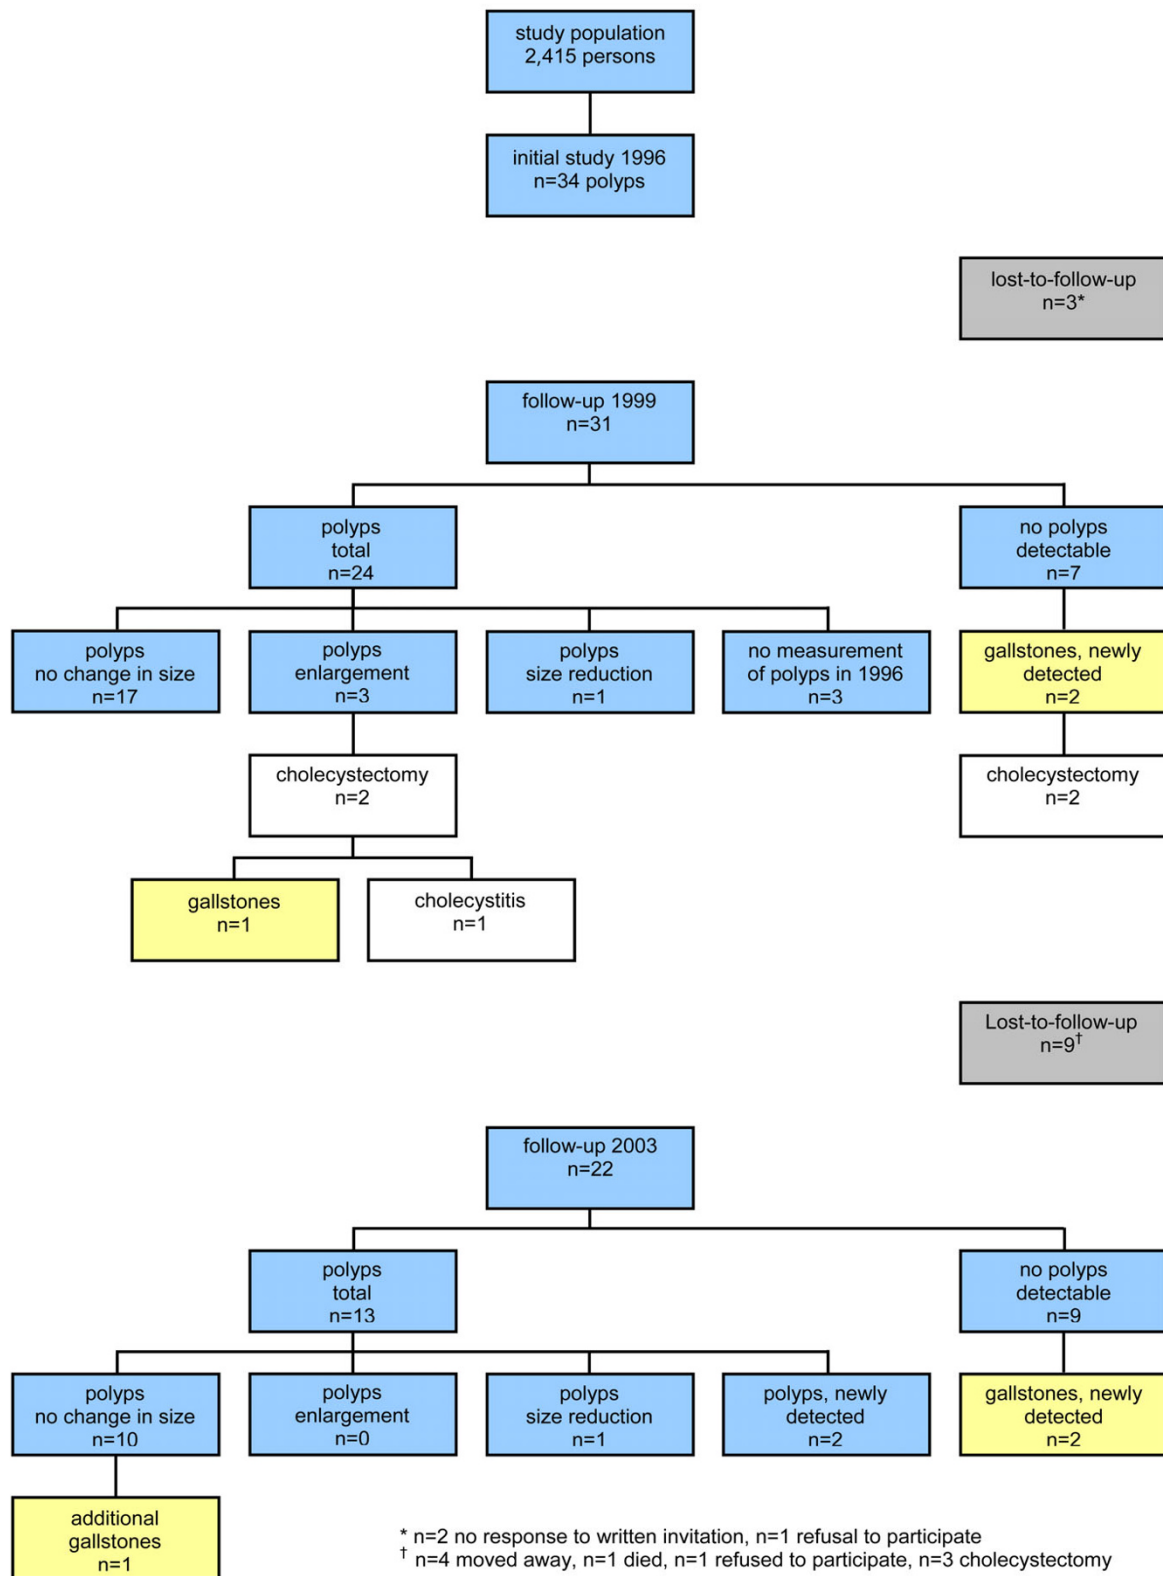 study population
2,415 persons
initial study 1996
n=34 polyps
lost-to-follow-up
n=3*
follow-up 1999
n=31
polyps
total
n=24
no polyps
detectable
n=7
polyps
no change in size
n=17
polyps
enlargement
n=3
polyps
size reduction
n=1
no measurement
of polyps in 1996
n=3
gallstones, newly
detected
n=2
cholecystectomy
n=2
cholecystectomy
n=2
gallstones
n=1
cholecystitis
n=1
Lost-to-follow-up
n=9†
follow-up 2003
n=22
polyps
total
n=13
no polyps
detectable
n=9
polyps
no change in size
n=10
polyps
enlargement
n=0
polyps
size reduction
n=1
polyps, newly
detected
n=2
gallstones, newly
detected
n=2
additional
gallstones
n=1
* n=2 no response to written invitation, n=1 refusal to participate
† n=4 moved away, n=1 died, n=1 refused to participate, n=3 cholecystectomy